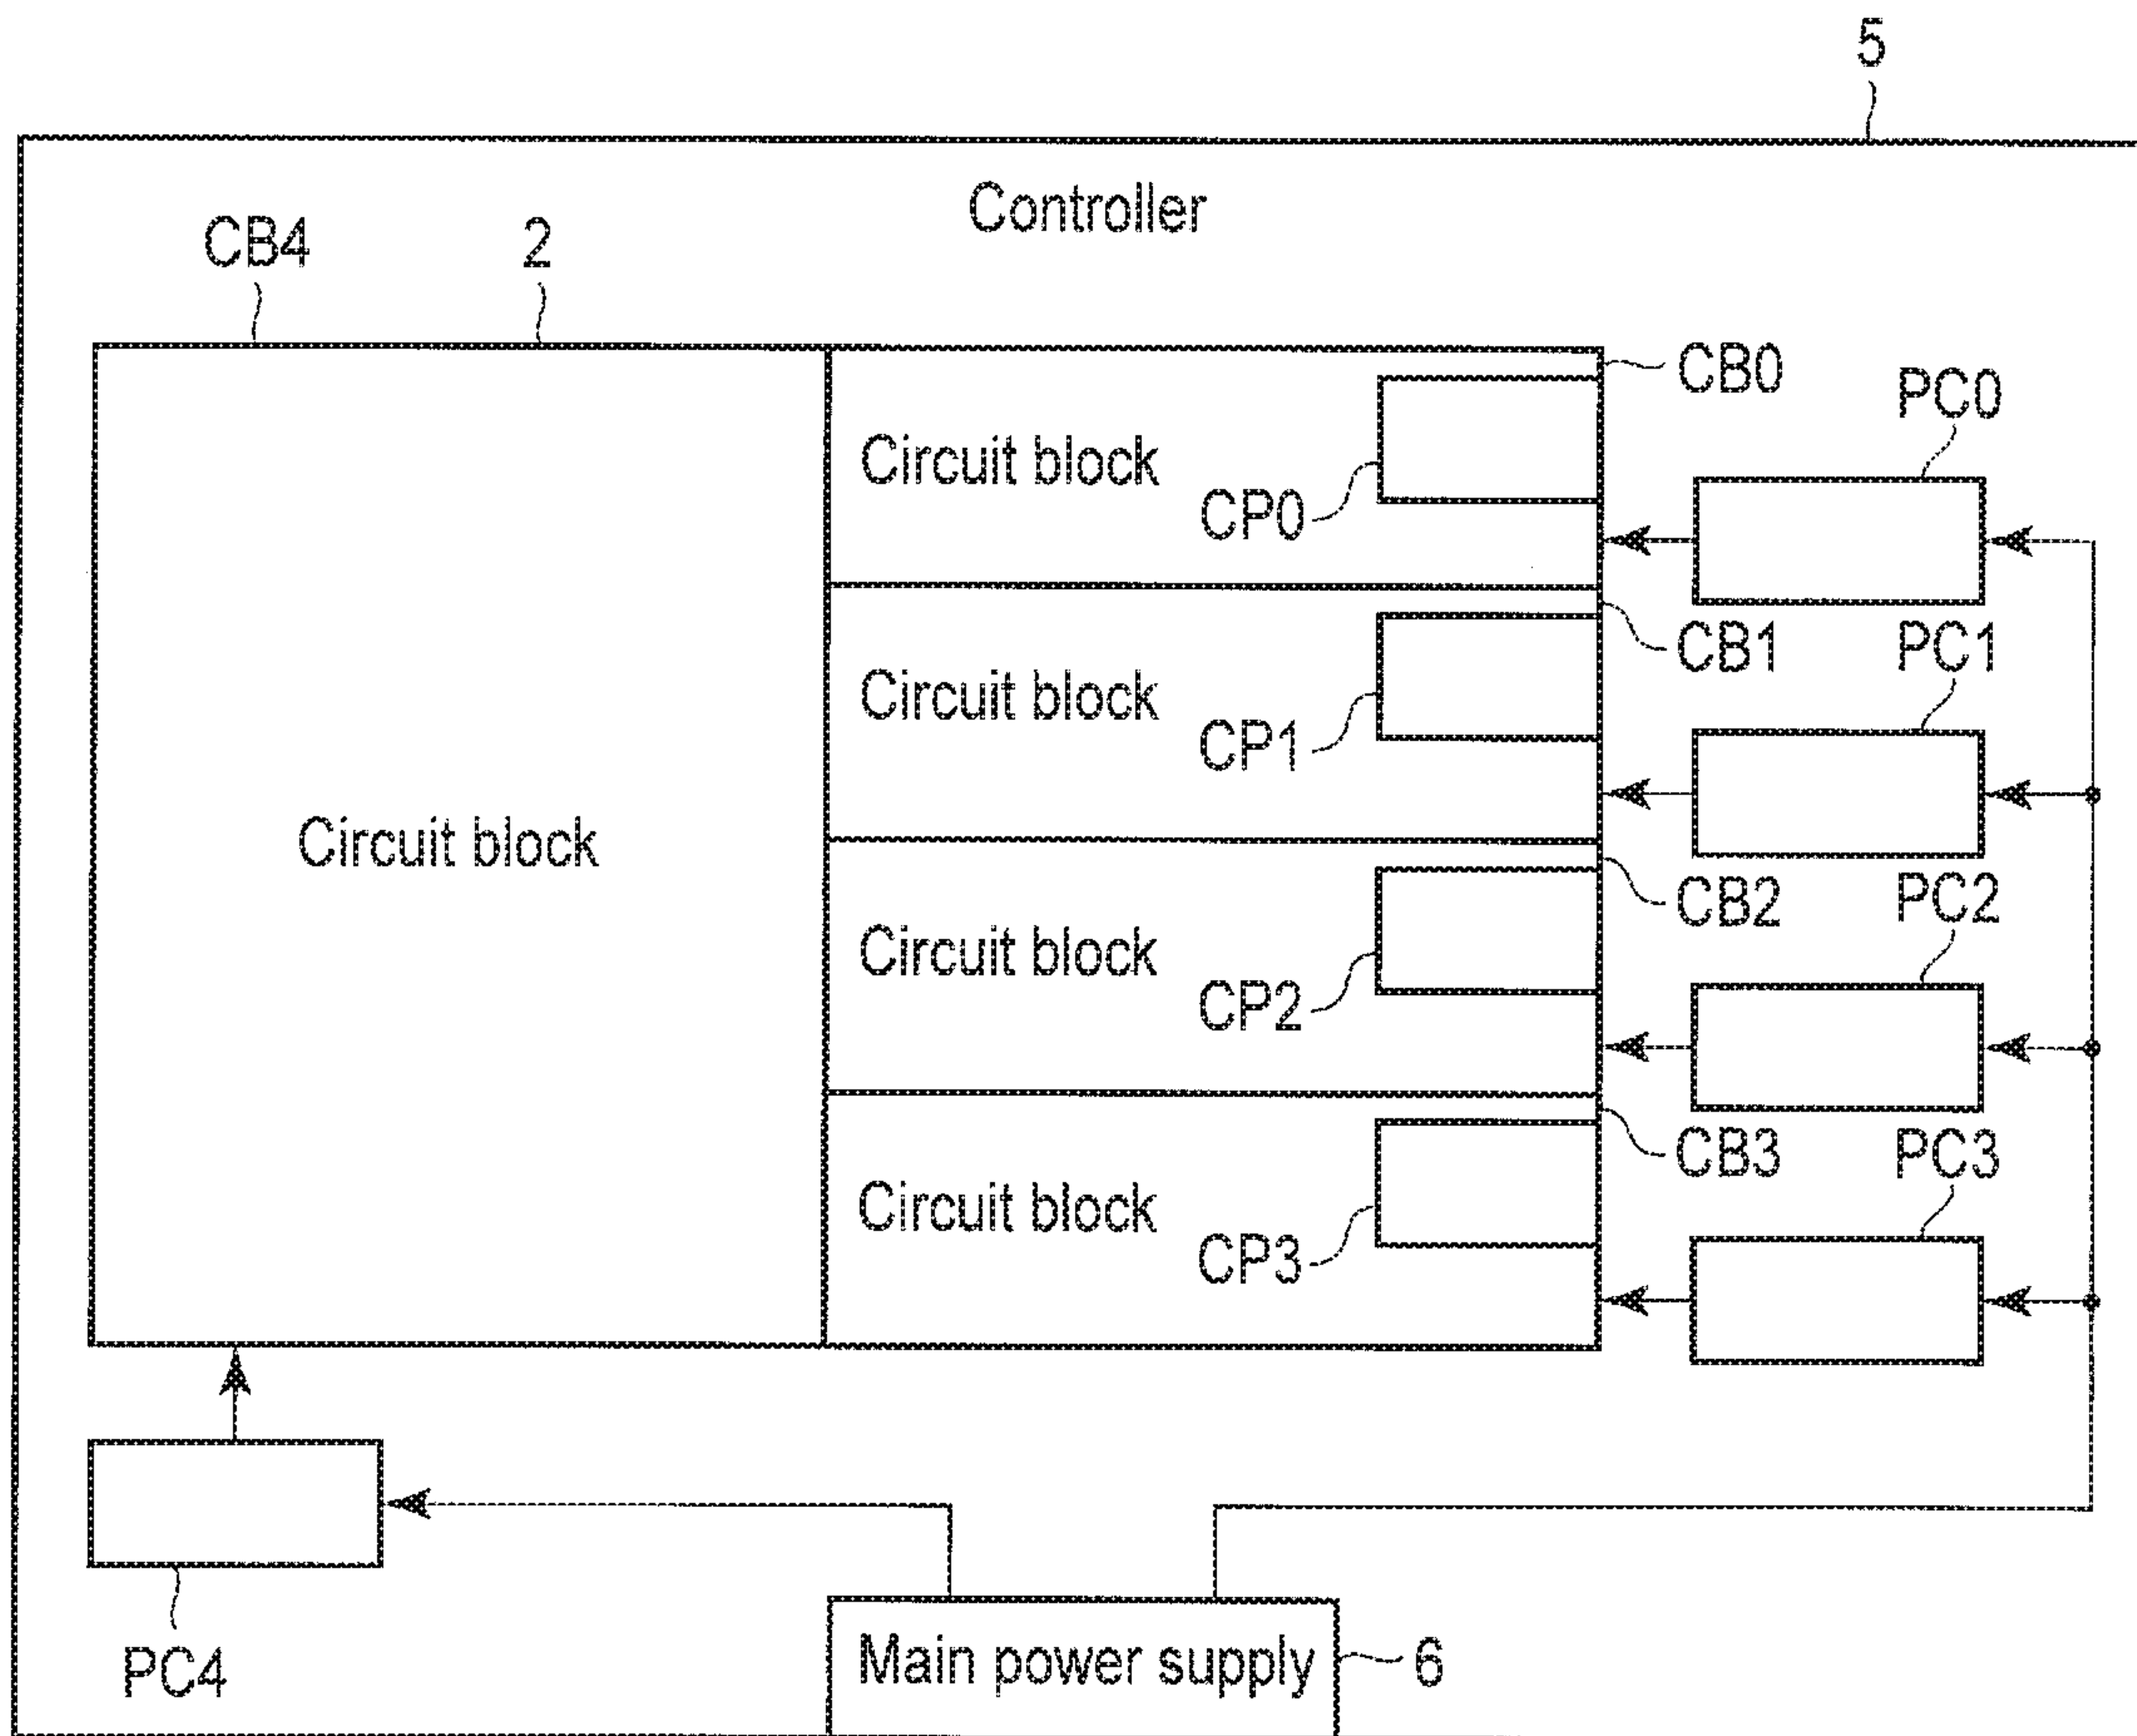 5
Controller
CB4
2
CB0
PC0
Circuit block
CP0
CB1
PC1
Circuit block
CP1
Circuit block
CB2
PC2
Circuit block
CP2
CB3
PC3
Circuit block
CP3
PC4
Main power supply
6